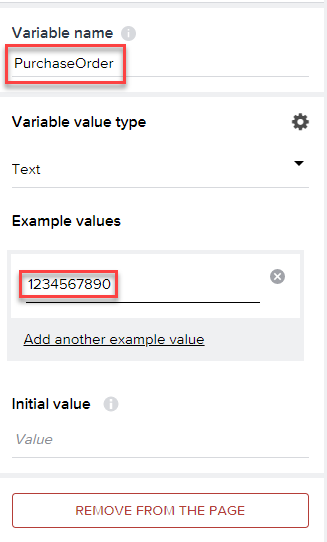 Variable name
PurchaseOrder
Variable value type
Text
Example values
1234567890
Add another example value
Initial value
Value
REMOVE FROM THE PAGE